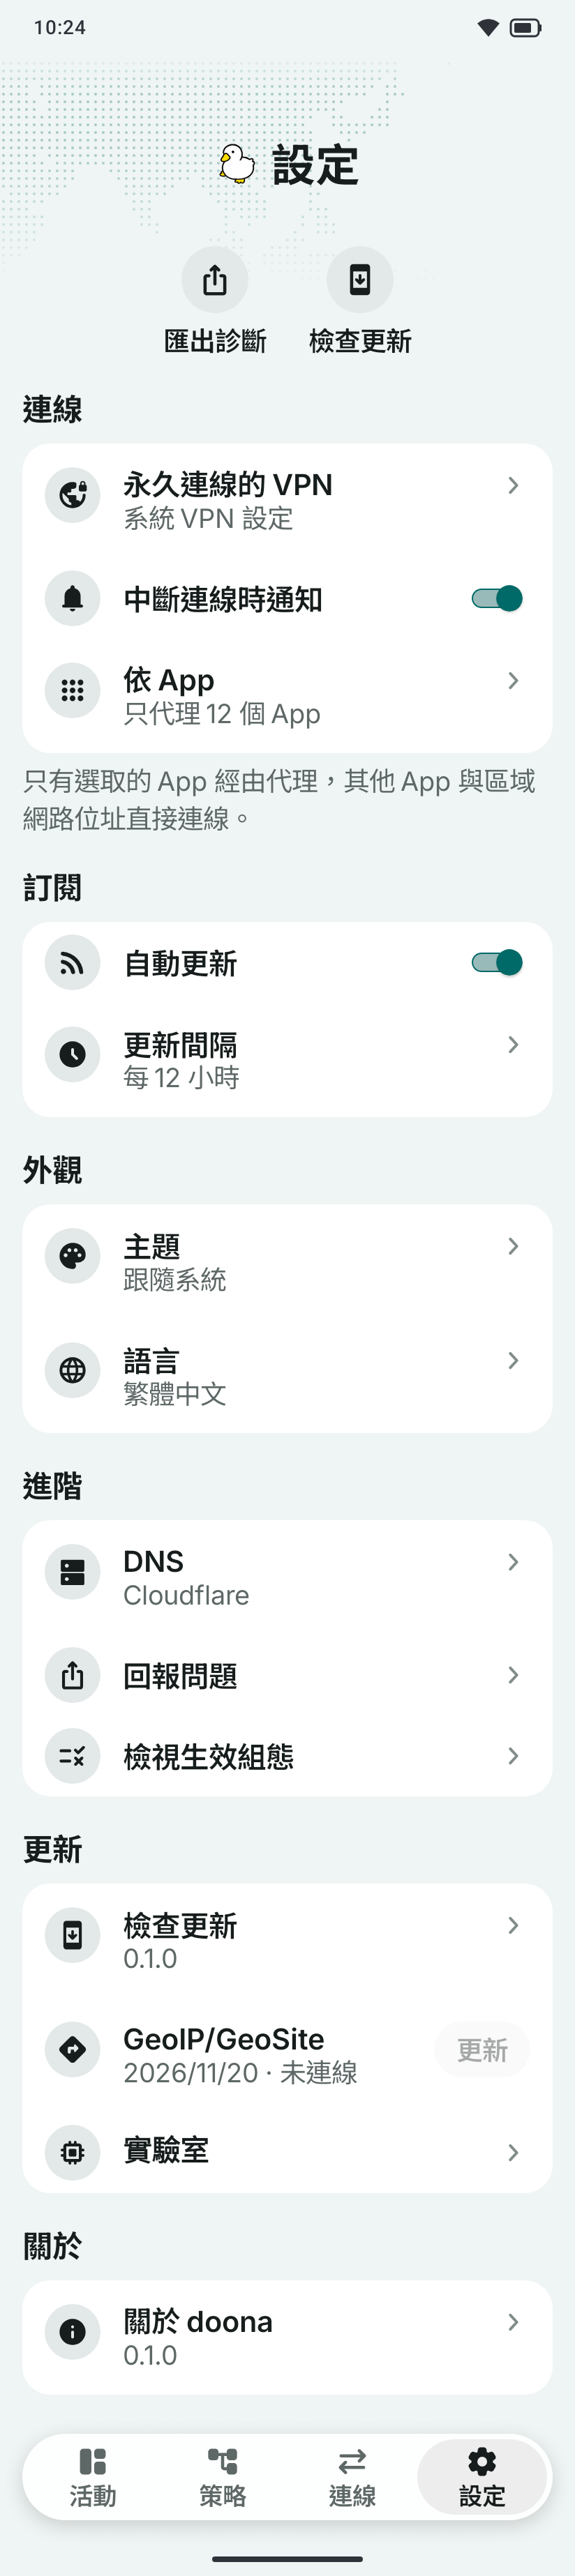 10:24
設定
匯出診斷
檢查更新
連線
永久連線的 VPN
系統 VPN 設定
中斷連線時通知
依 App
只代理 12 個 App
只有選取的 App 經由代理，其他 App 與區域
網路位址直接連線。
訂閱
自動更新
更新間隔
每 12 小時
外觀
主題
跟隨系統
語言
繁體中文
進階
DNS
Cloudflare
回報問題
檢視生效組態
更新
檢查更新
0.1.0
GeoIP/GeoSite
2026/11/20 · 未連線
更新
實驗室
關於
關於 doona
0.1.0
活動
策略
連線
設定